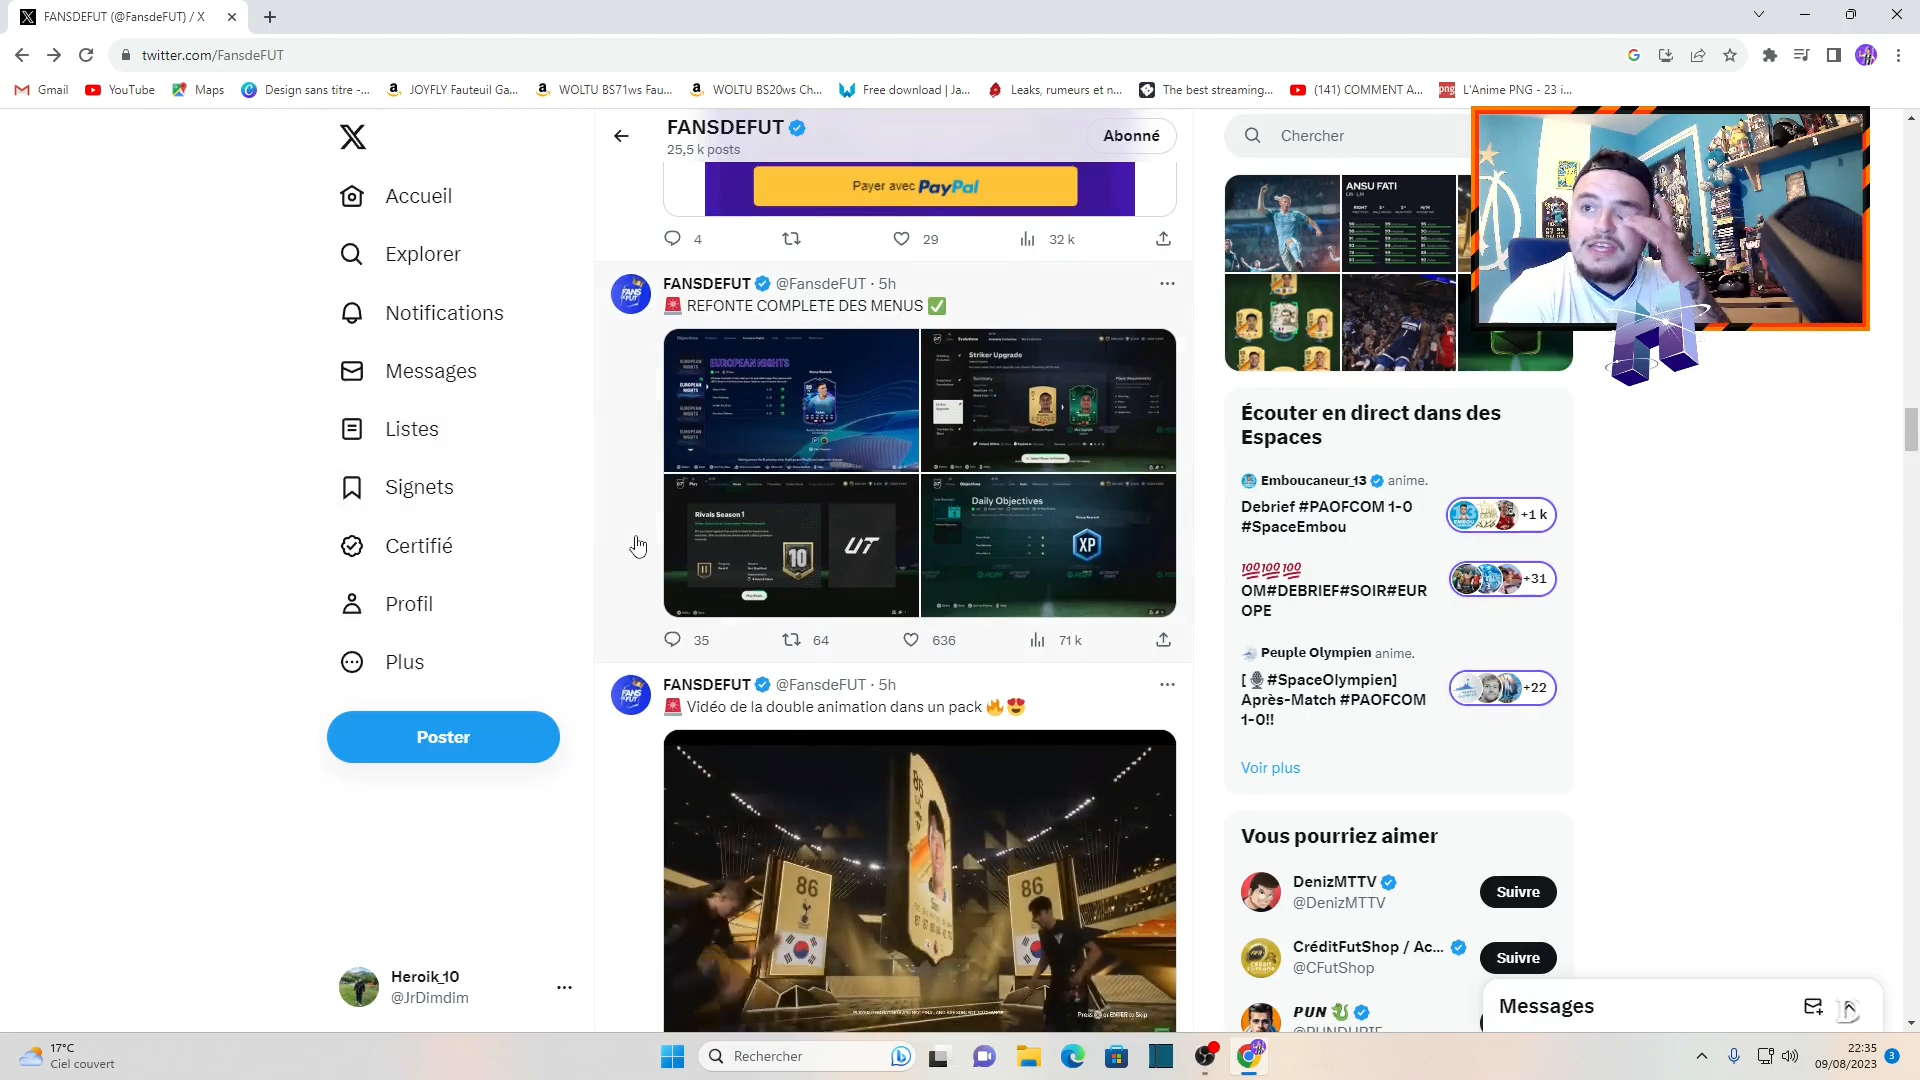 FANSDEFUT (@FansdeFUT) / X
twitter.com/FansdeFUT
Gmail
YouTube
Maps
Design sans titre -...
JOYFLY Fauteuil Ga...
WOLTU BS71ws Fau...
WOLTU BS20ws Ch...
Free download | Ja...
Leaks, rumeurs et n...
The best streaming...
(141) COMMENT A...
L'Anime PNG - 23 i...
Accueil
Explorer
Notifications
Messages
Listes
Signets
Certifié
Profil
Plus
Poster
Heroik_10
@JrDimdim
FANSDEFUT
25,5 k posts
Abonné
Payer avec PayPal
4
29
32 k
FANSDEFUT @FansdeFUT · 5h
🚨 REFONTE COMPLETE DES MENUS ✅
EUROPEAN NIGHTS
Striker Upgrade
Rivals Season 1
10
UT
Daily Objectives
XP
35
64
636
71 k
FANSDEFUT @FansdeFUT · 5h
🚨 Vidéo de la double animation dans un pack 🔥😍
86
86
86
Chercher
ANSU FATI
Écouter en direct dans des
Espaces
Emboucaneur_13 anime.
Debrief #PAOFCOM 1-0
#SpaceEmbou
+1 k
💯💯💯
OM#DEBRIEF#SOIR#EUR
OPE
+31
Peuple Olympien anime.
[🎙️#SpaceOlympien]
Après-Match #PAOFCOM
1-0!!
+22
Voir plus
Vous pourriez aimer
DenizMTTV
@DenizMTTV
Suivre
CréditFutShop / Ac...
@CFutShop
Suivre
PUN 🐉
Messages
17°C
Ciel couvert
Rechercher
22:35
09/08/2023
3